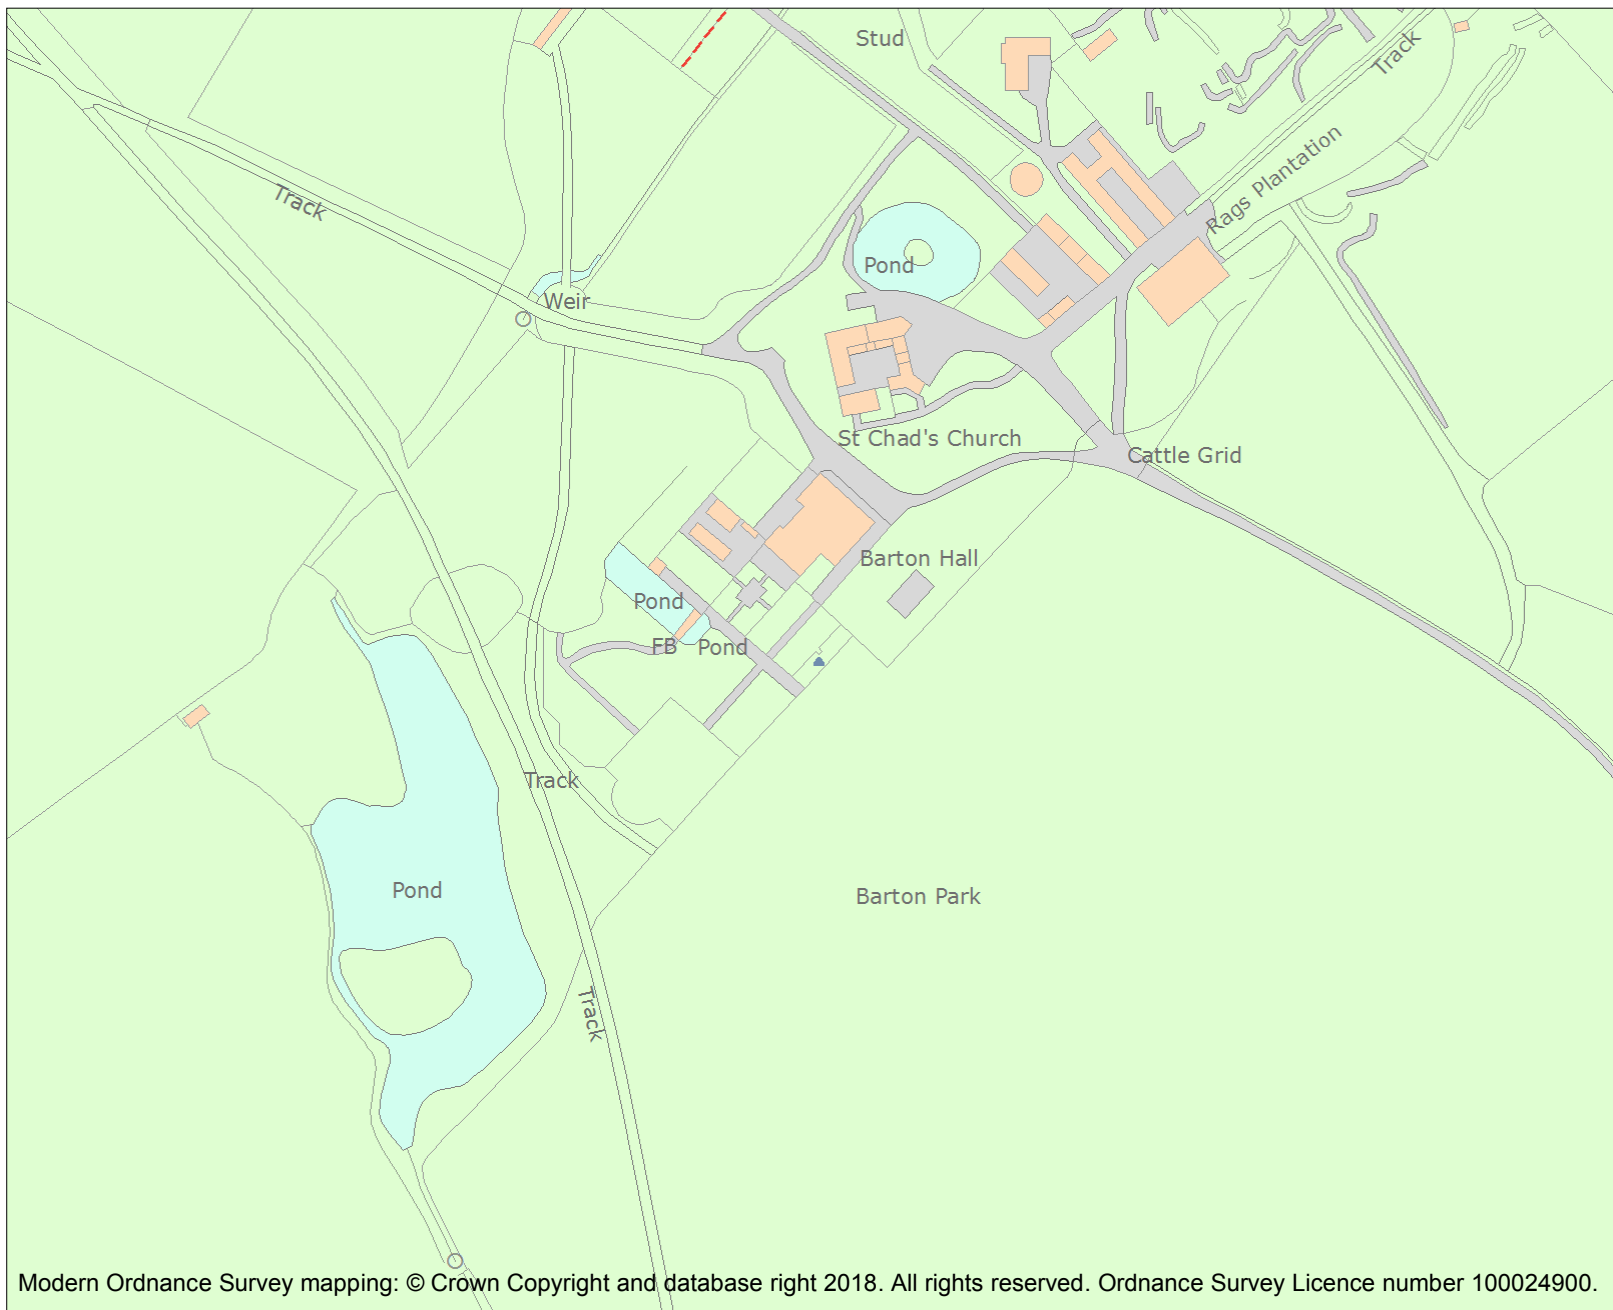 Stud
Track
Rags Plantation
Track
Pond
Weir
St Chad's Church
Cattle Grid
Barton Hall
Pond
FB
Pond
Track
Pond
Barton Park
Track
Modern Ordnance Survey mapping: © Crown Copyright and database right 2018. All rights reserved. Ordnance Survey Licence number 100024900.